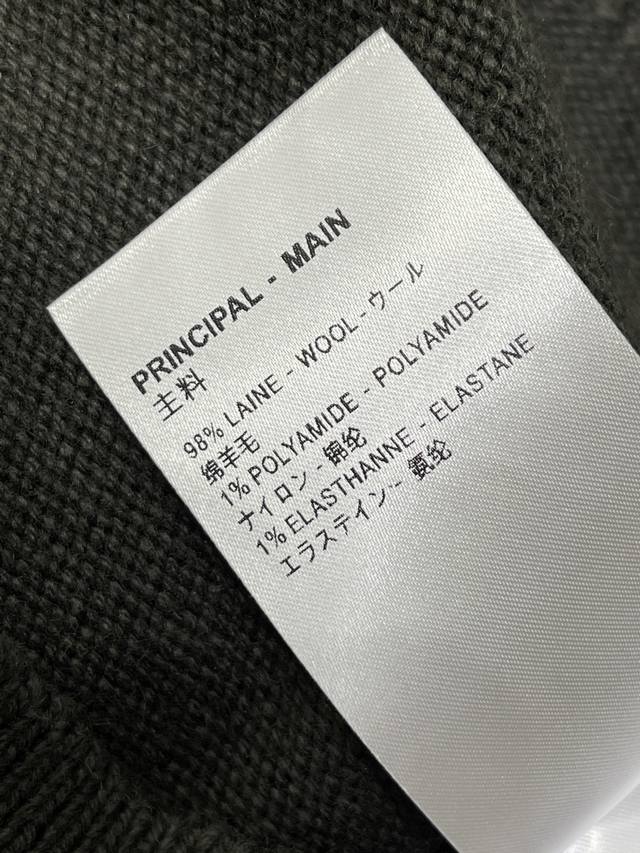 PRINCIPAL - MAIN
主料
98% LAINE - WOOL - ウール
绵羊毛
1% POLYAMIDE - POLYAMIDE
ナイロン - 锦纶
1% ELASTHANNE - ELASTANE
エラステイン - 氨纶